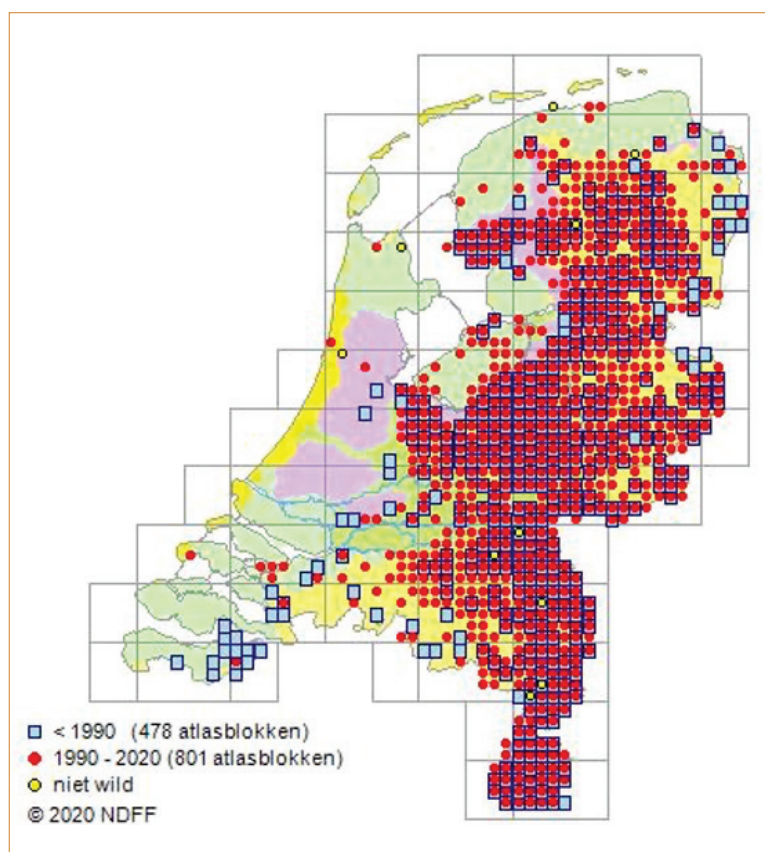 < 1990 (478 atlasblokken)
1990 - 2020 (801 atlasblokken)
niet wild
© 2020 NDFF